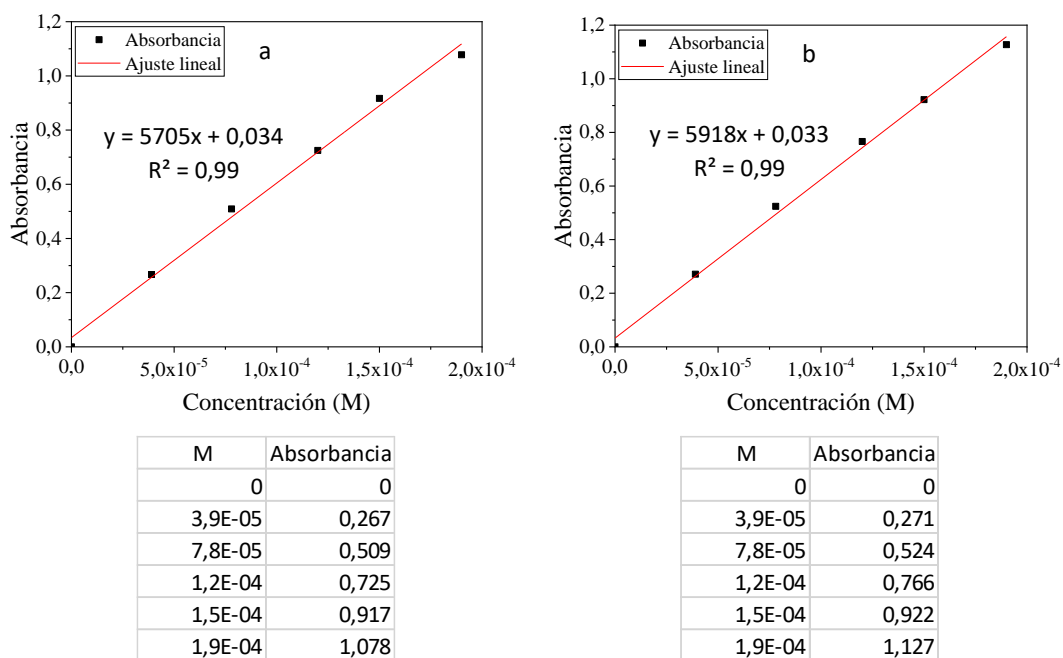 1,2
1,0
0,8
0,6
0,4
0,2
0,0
Absorbancia
Absorbancia
Ajuste lineal
a
y = 5705x + 0,034
R² = 0,99
0,0 5,0x10⁻⁵ 1,0x10⁻⁴ 1,5x10⁻⁴ 2,0x10⁻⁴
Concentración (M)
1,2
1,0
0,8
0,6
0,4
0,2
0,0
Absorbancia
Absorbancia
Ajuste lineal
b
y = 5918x + 0,033
R² = 0,99
0,0 5,0x10⁻⁵ 1,0x10⁻⁴ 1,5x10⁻⁴ 2,0x10⁻⁴
Concentración (M)
M Absorbancia
0 0
3,9E-05 0,267
7,8E-05 0,509
1,2E-04 0,725
1,5E-04 0,917
1,9E-04 1,078
M Absorbancia
0 0
3,9E-05 0,271
7,8E-05 0,524
1,2E-04 0,766
1,5E-04 0,922
1,9E-04 1,127